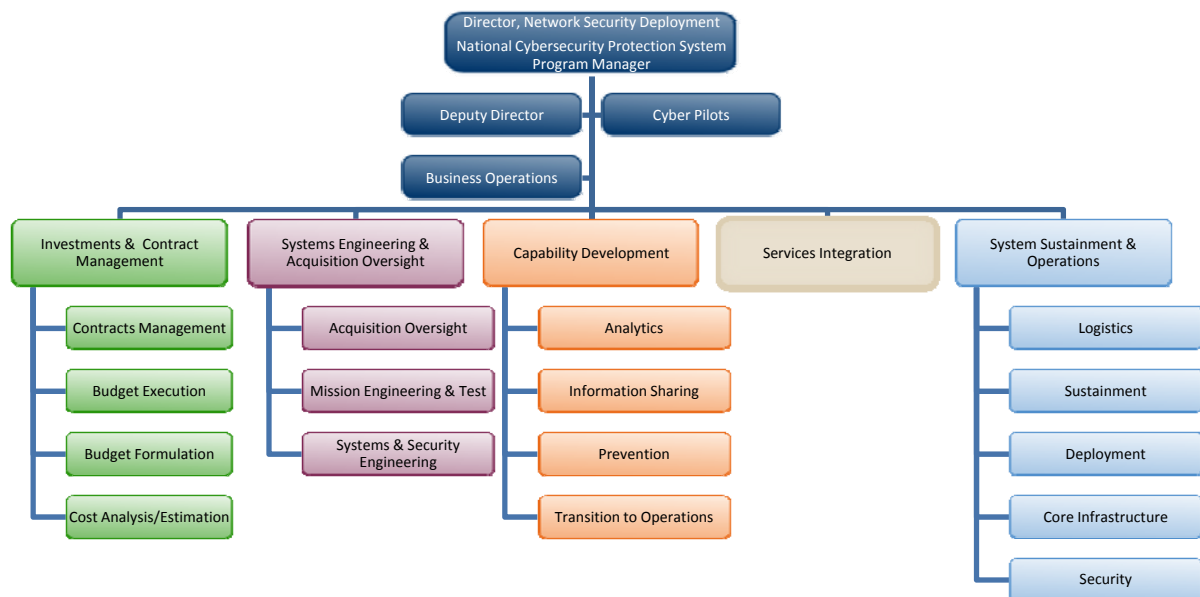 Director, Network Security Deployment
National Cybersecurity Protection System
Program Manager
Deputy Director
Cyber Pilots
Business Operations
Investments & Contract
Management
Systems Engineering &
Acquisition Oversight
Capability Development
Services Integration
System Sustainment &
Operations
Contracts Management
Budget Execution
Budget Formulation
Cost Analysis/Estimation
Acquisition Oversight
Mission Engineering & Test
Systems & Security
Engineering
Analytics
Information Sharing
Prevention
Transition to Operations
Logistics
Sustainment
Deployment
Core Infrastructure
Security